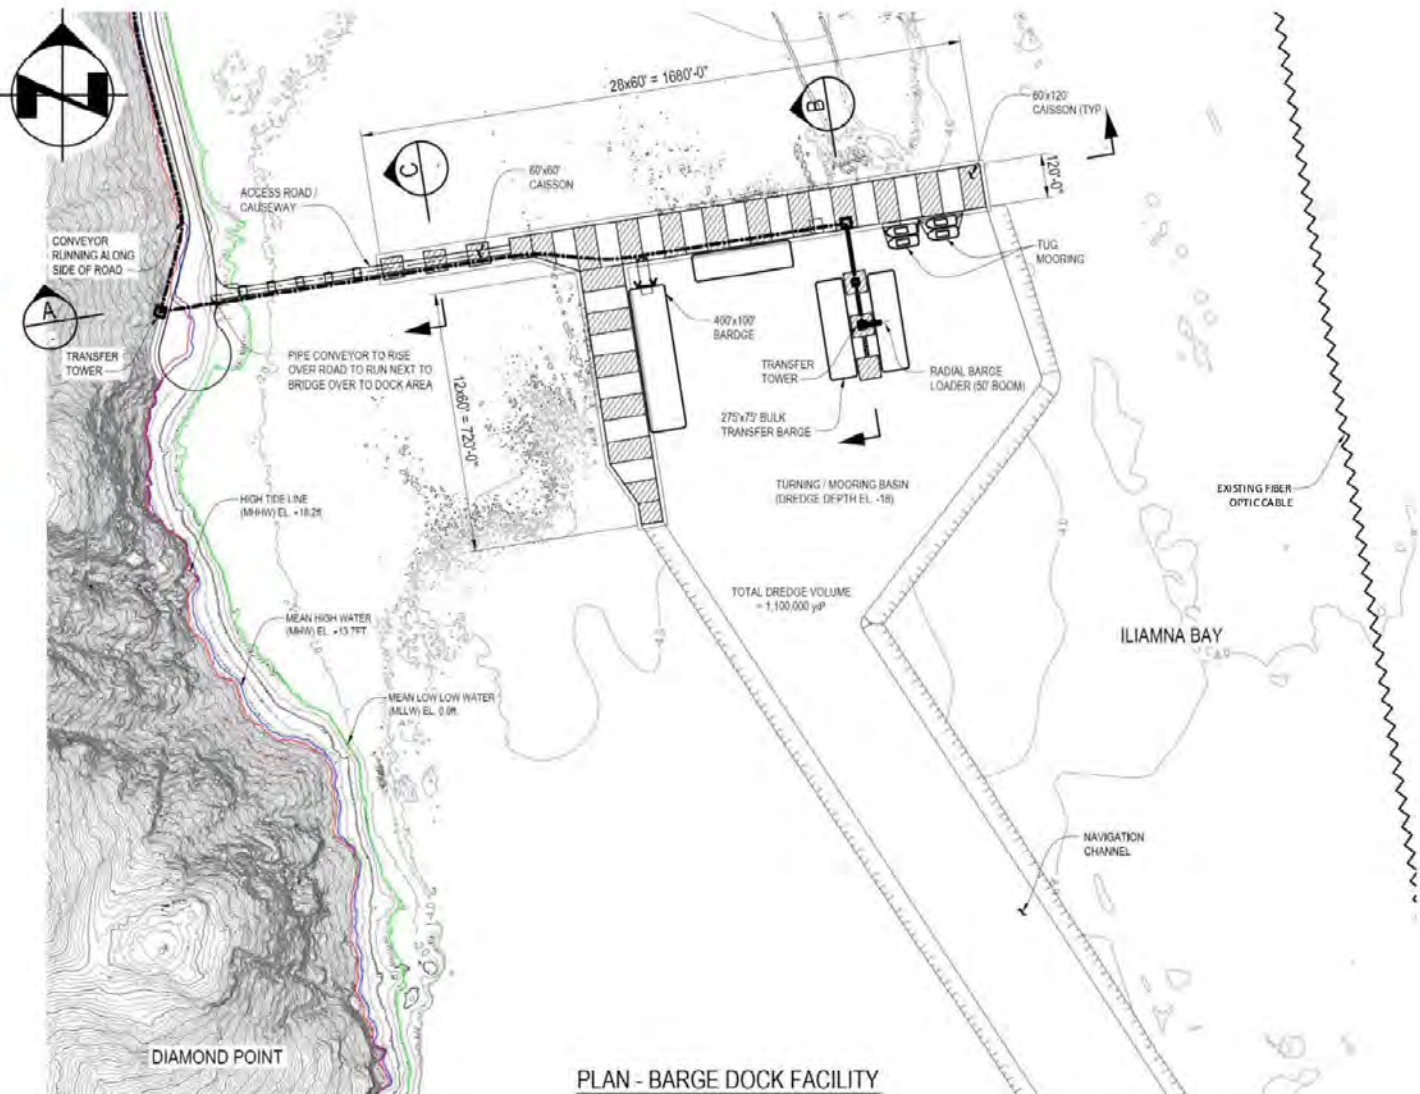 28x60' = 1680'-0"
B
60'x120'
CAISSON (TYP
C
60'x60'
CAISSON
120'-0"
ACCESS ROAD /
CAUSEWAY
CONVEYOR
RUNNING ALONG
SIDE OF ROAD
TUG
MOORING
A
TRANSFER
TOWER
PIPE CONVEYOR TO RISE
OVER ROAD TO RUN NEXT TO
BRIDGE OVER TO DOCK AREA
400'x100'
BARDGE
TRANSFER
TOWER
RADIAL BARGE
LOADER (50' BOOM)
12x60' = 720'-0"
275'x75' BULK
TRANSFER BARGE
TURNING / MOORING BASIN
(DREDGE DEPTH EL. -18)
EXISTING FIBER
OPTIC CABLE
HIGH TIDE LINE
(MHHW) EL. +18.2ft
TOTAL DREDGE VOLUME
= 1,100,000 yd³
MEAN HIGH WATER
(MHW) EL. +13.7FT
ILIAMNA BAY
MEAN LOW LOW WATER
(MLLW) EL. 0.0ft
NAVIGATION
CHANNEL
DIAMOND POINT
PLAN - BARGE DOCK FACILITY